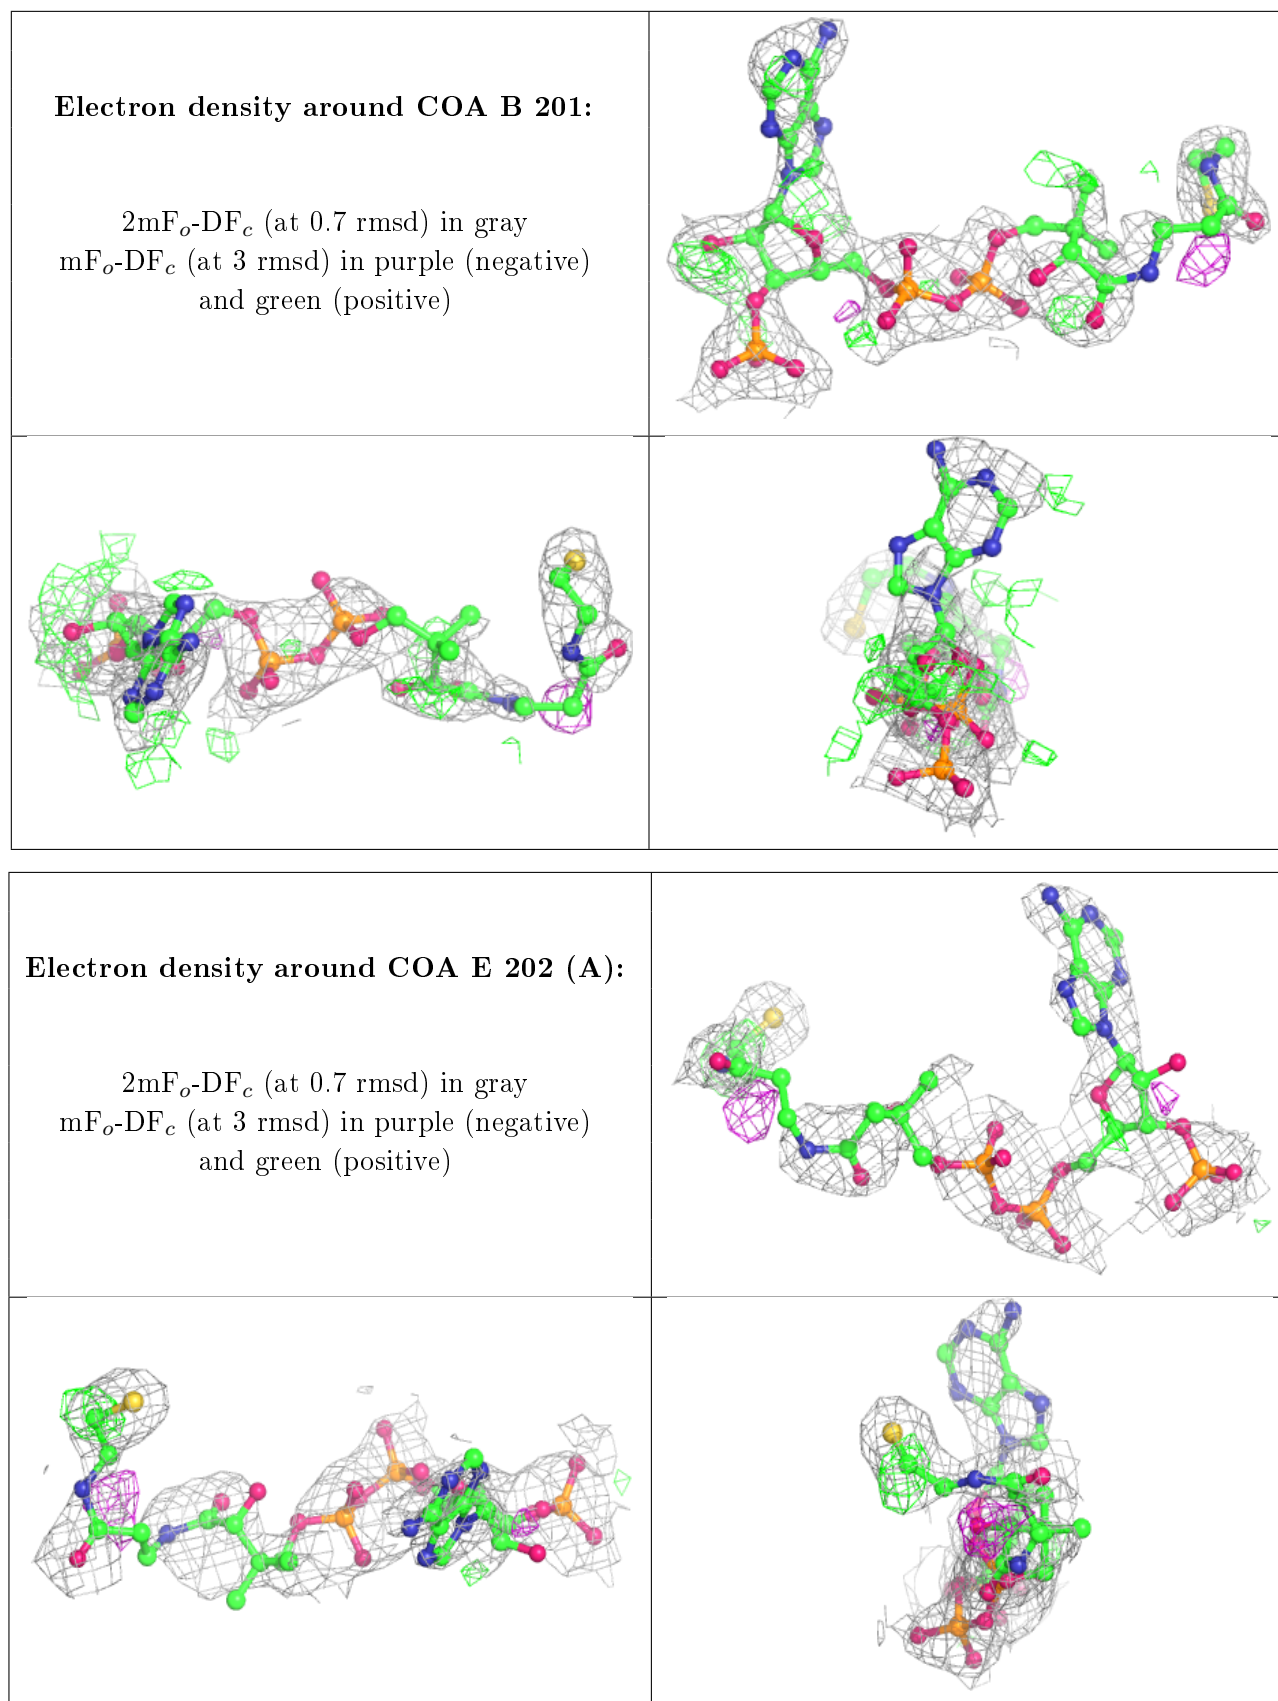 Electron density around COA B 201:
2mFo-DFc (at 0.7 rmsd) in gray
mFo-DFc (at 3 rmsd) in purple (negative)
and green (positive)
Electron density around COA E 202 (A):
2mFo-DFc (at 0.7 rmsd) in gray
mFo-DFc (at 3 rmsd) in purple (negative)
and green (positive)